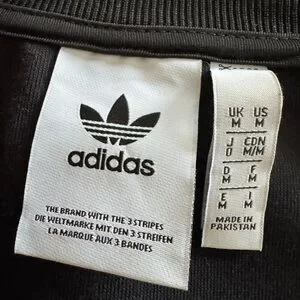 adidas
THE BRAND WITH THE 3 STRIPES
DIE WELTMARKE MIT DEN 3 STREIFEN
LA MARQUE AUX 3 BANDES
UK US
M M
J CDN
O M/M
D F
M M
E I
M M
MADE IN
PAKISTAN